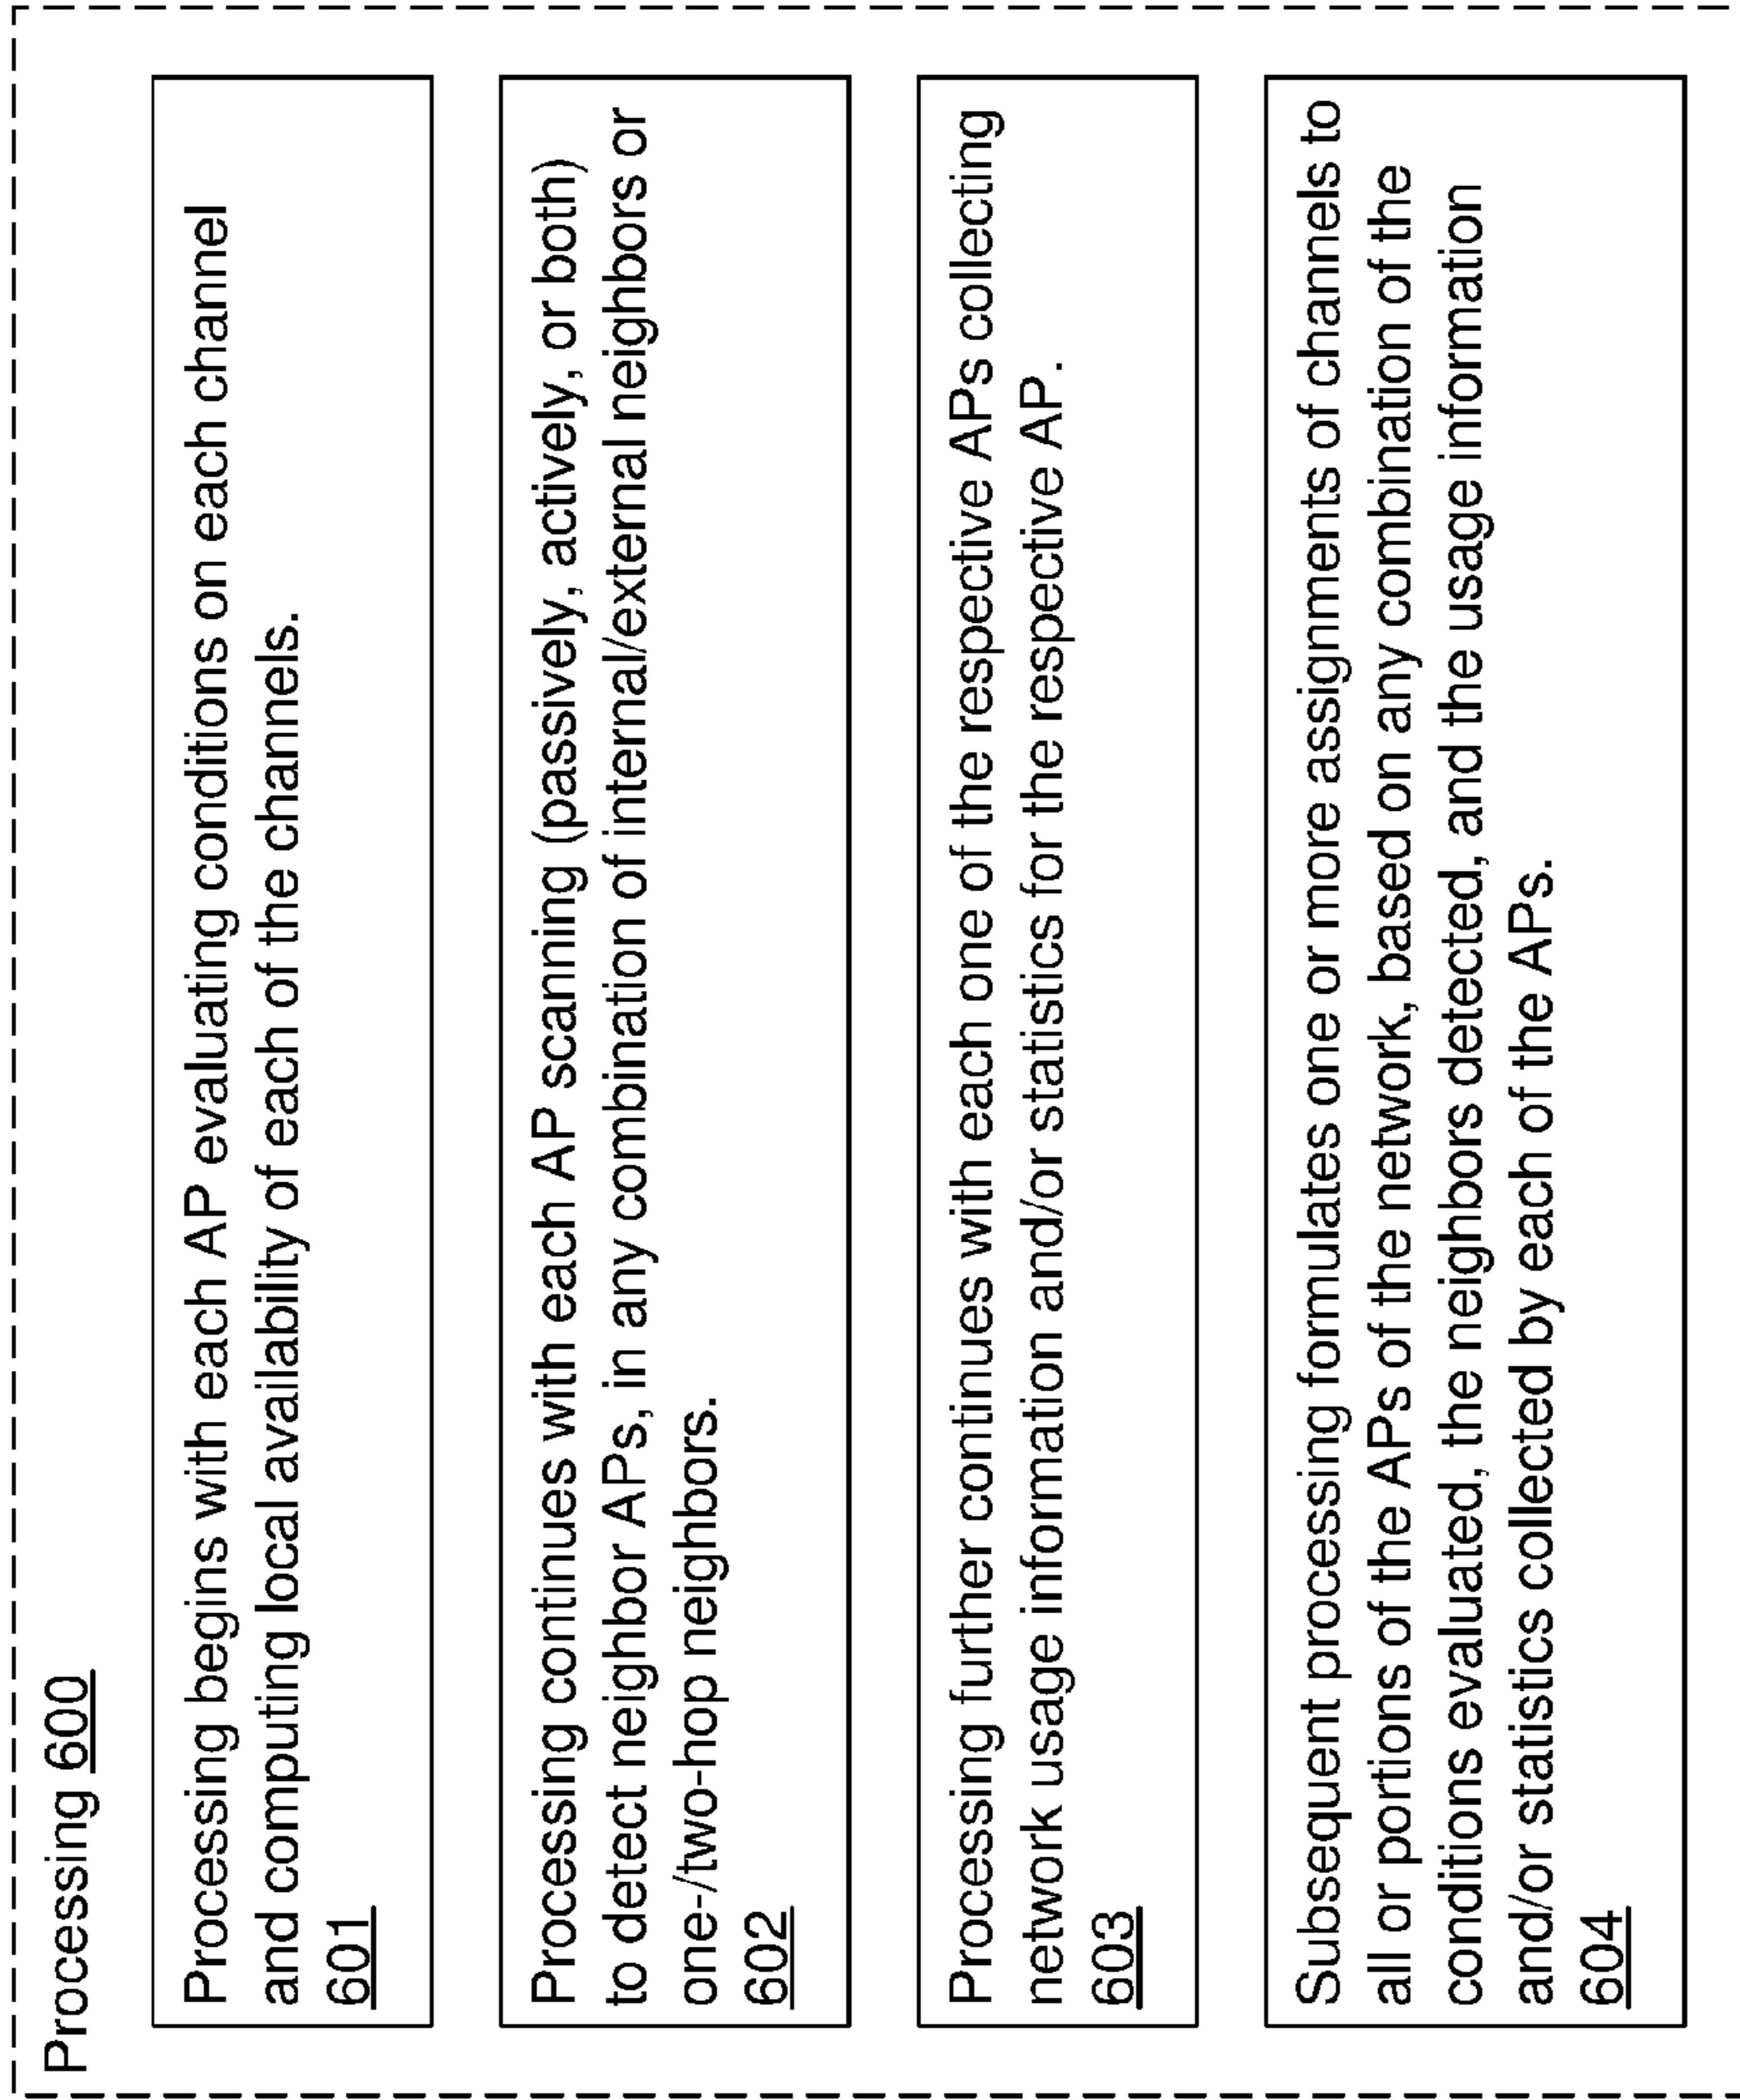 Processing 600
Processing begins with each AP evaluating conditions on each channel
and computing local availability of each of the channels.
601
Processing continues with each AP scanning (passively, actively, or both)
to detect neighbor APs, in any combination of internal/external neighbors or
one-/two-hop neighbors.
602
Processing further continues with each one of the respective APs collecting
network usage information and/or statistics for the respective AP.
603
Subsequent processing formulates one or more assignments of channels to
all or portions of the APs of the network, based on any combination of the
conditions evaluated, the neighbors detected, and the usage information
and/or statistics collected by each of the APs.
604